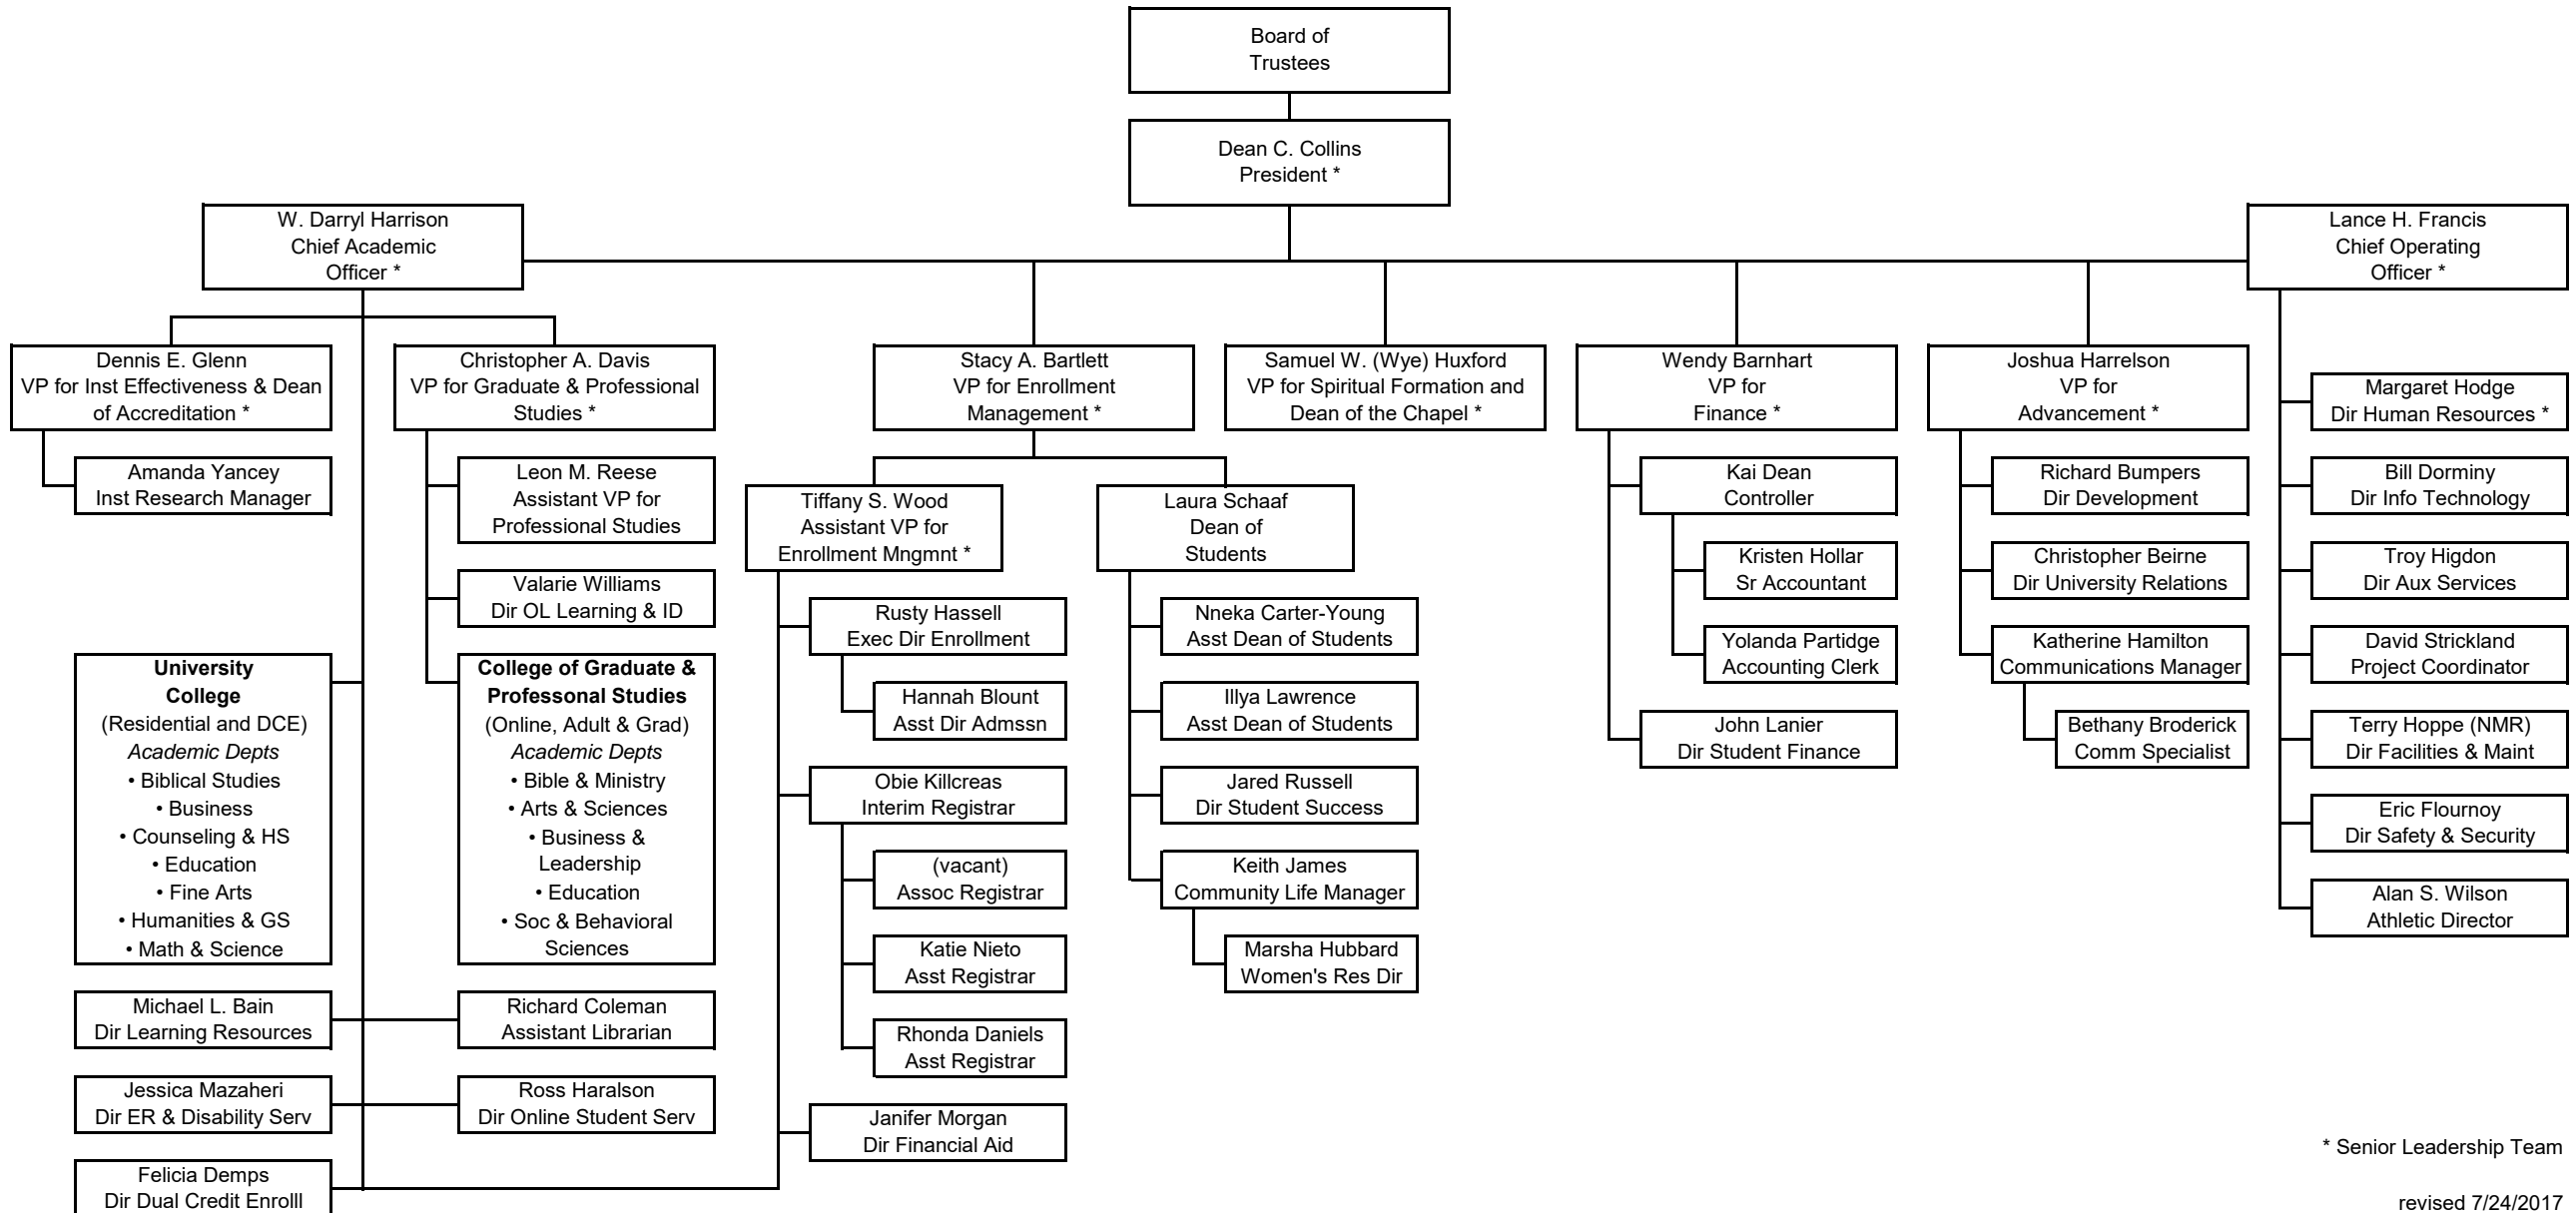 Board of
Trustees
Dean C. Collins
President *
W. Darryl Harrison
Chief Academic
Officer *
Lance H. Francis
Chief Operating
Officer *
Dennis E. Glenn
VP for Inst Effectiveness & Dean
of Accreditation *
Amanda Yancey
Inst Research Manager
Christopher A. Davis
VP for Graduate & Professional
Studies *
Leon M. Reese
Assistant VP for
Professional Studies
Valarie Williams
Dir OL Learning & ID
University
College
(Residential and DCE)
Academic Depts
• Biblical Studies
• Business
• Counseling & HS
• Education
• Fine Arts
• Humanities & GS
• Math & Science
College of Graduate &
Professonal Studies
(Online, Adult & Grad)
Academic Depts
• Bible & Ministry
• Arts & Sciences
• Business &
Leadership
• Education
• Soc & Behavioral
Sciences
Michael L. Bain
Dir Learning Resources
Richard Coleman
Assistant Librarian
Jessica Mazaheri
Dir ER & Disability Serv
Ross Haralson
Dir Online Student Serv
Felicia Demps
Dir Dual Credit Enrolll
Stacy A. Bartlett
VP for Enrollment
Management *
Tiffany S. Wood
Assistant VP for
Enrollment Mngmnt *
Rusty Hassell
Exec Dir Enrollment
Hannah Blount
Asst Dir Admssn
Obie Killcreas
Interim Registrar
(vacant)
Assoc Registrar
Katie Nieto
Asst Registrar
Rhonda Daniels
Asst Registrar
Janifer Morgan
Dir Financial Aid
Laura Schaaf
Dean of
Students
Nneka Carter-Young
Asst Dean of Students
Illya Lawrence
Asst Dean of Students
Jared Russell
Dir Student Success
Keith James
Community Life Manager
Marsha Hubbard
Women's Res Dir
Samuel W. (Wye) Huxford
VP for Spiritual Formation and
Dean of the Chapel *
Wendy Barnhart
VP for
Finance *
Kai Dean
Controller
Kristen Hollar
Sr Accountant
Yolanda Partidge
Accounting Clerk
John Lanier
Dir Student Finance
Joshua Harrelson
VP for
Advancement *
Richard Bumpers
Dir Development
Christopher Beirne
Dir University Relations
Katherine Hamilton
Communications Manager
Bethany Broderick
Comm Specialist
Margaret Hodge
Dir Human Resources *
Bill Dorminy
Dir Info Technology
Troy Higdon
Dir Aux Services
David Strickland
Project Coordinator
Terry Hoppe (NMR)
Dir Facilities & Maint
Eric Flournoy
Dir Safety & Security
Alan S. Wilson
Athletic Director
* Senior Leadership Team
revised 7/24/2017